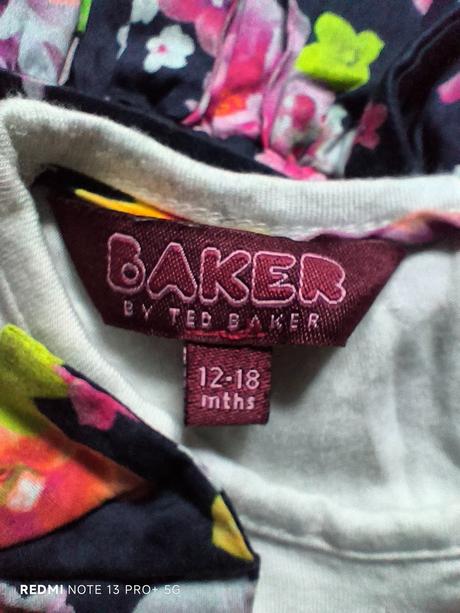 BAKER
BY TED BAKER
12-18
mths
REDMI NOTE 13 PRO+ 5G